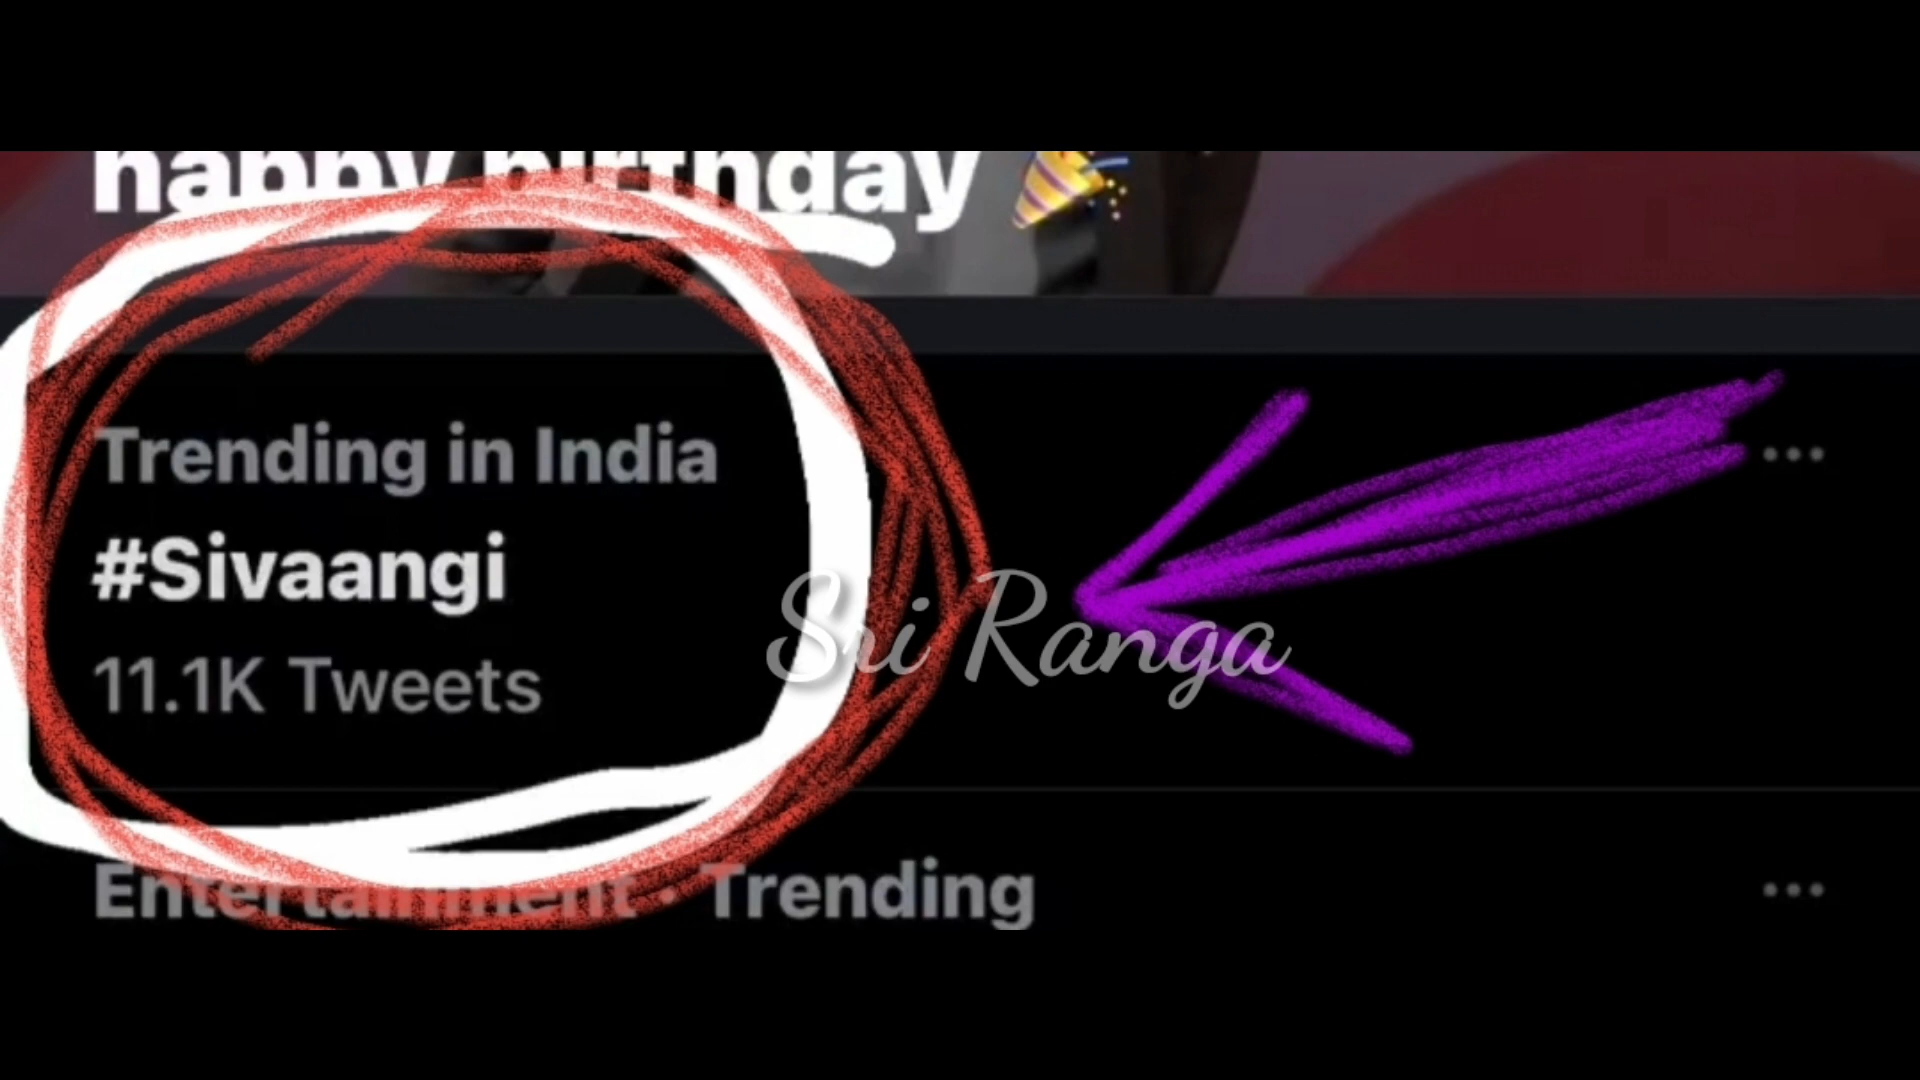 happy birthday 🎉
Trending in India
#Sivaangi
11.1K Tweets
Sri Ranga
Entertainment · Trending